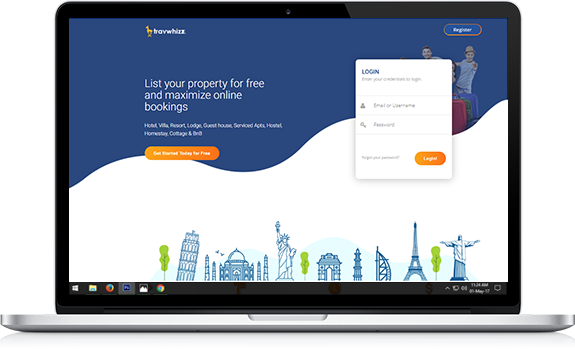 travwhizz
Register
List your property for free
and maximize online
bookings
Hotel, Villa, Resort, Lodge, Guest house, Serviced Apts, Hostel,
Homestay, Cottage & BnB
Get Started Today for Free
LOGIN
Enter your credentials to login.
Email or Username
Password
forgot your password?
Login!
11:24 AM
01-May-17